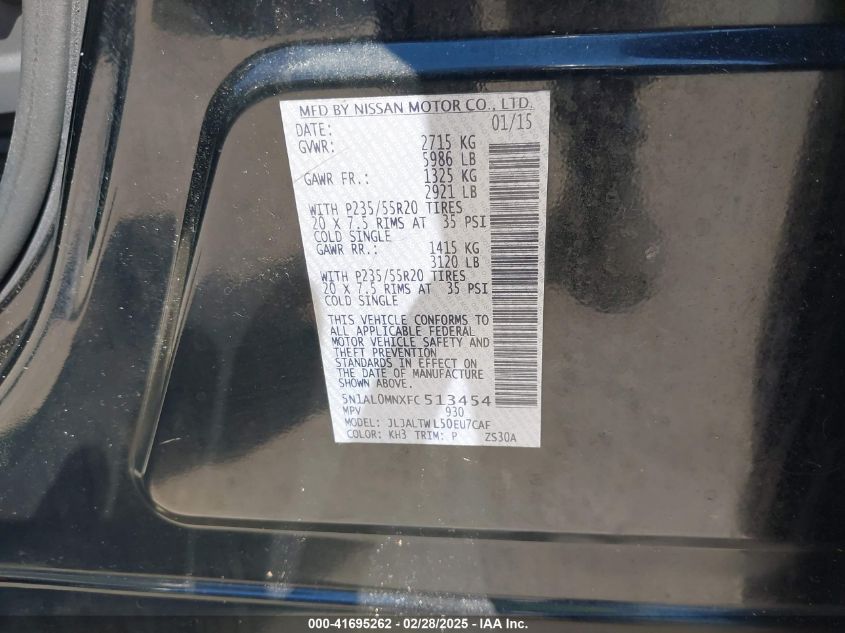 MFD BY NISSAN MOTOR CO., LTD.
DATE: 01/15
GVWR: 2715 KG
5986 LB
GAWR FR.: 1325 KG
2921 LB
WITH P235/55R20 TIRES
20 X 7.5 RIMS AT 35 PSI
COLD SINGLE
GAWR RR.: 1415 KG
3120 LB
WITH P235/55R20 TIRES
20 X 7.5 RIMS AT 35 PSI
COLD SINGLE
THIS VEHICLE CONFORMS TO
ALL APPLICABLE FEDERAL
MOTOR VEHICLE SAFETY AND
THEFT PREVENTION
STANDARDS IN EFFECT ON
THE DATE OF MANUFACTURE
SHOWN ABOVE.
5N1AL0MNXFC513454
MPV 930
MODEL: JLJALTWL50EU7CAF
COLOR: KH3 TRIM: P ZS30A
000-41695262 - 02/28/2025 - IAA Inc.